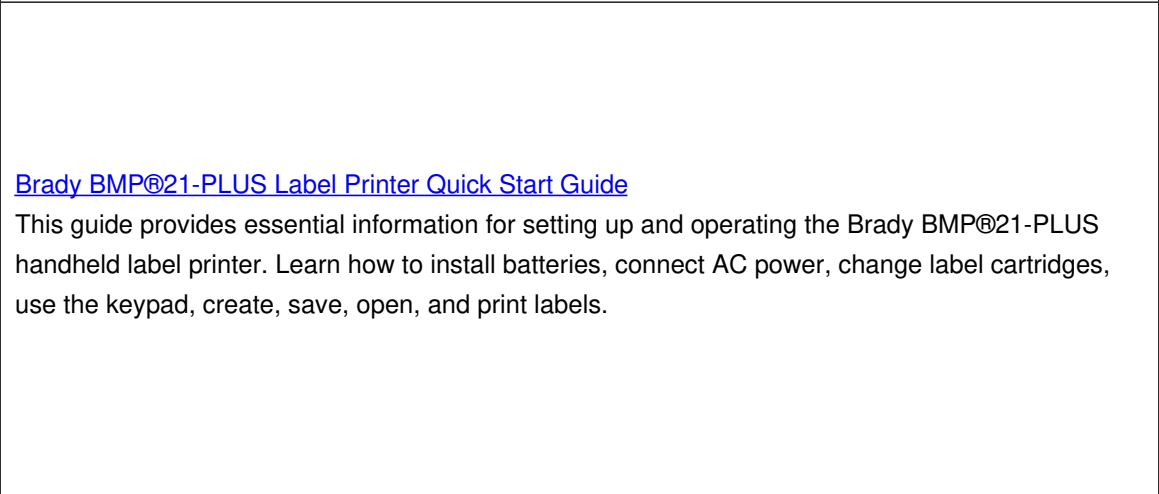 Brady BMP®21-PLUS Label Printer Quick Start Guide
This guide provides essential information for setting up and operating the Brady BMP®21-PLUS
handheld label printer. Learn how to install batteries, connect AC power, change label cartridges,
use the keypad, create, save, open, and print labels.